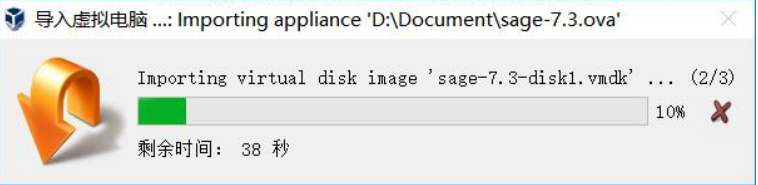 导入虚拟电脑 ...: Importing appliance 'D:\Document\sage-7.3.ova'
Importing virtual disk image 'sage-7.3-disk1.vmdk' ... (2/3)
10%
剩余时间： 38 秒